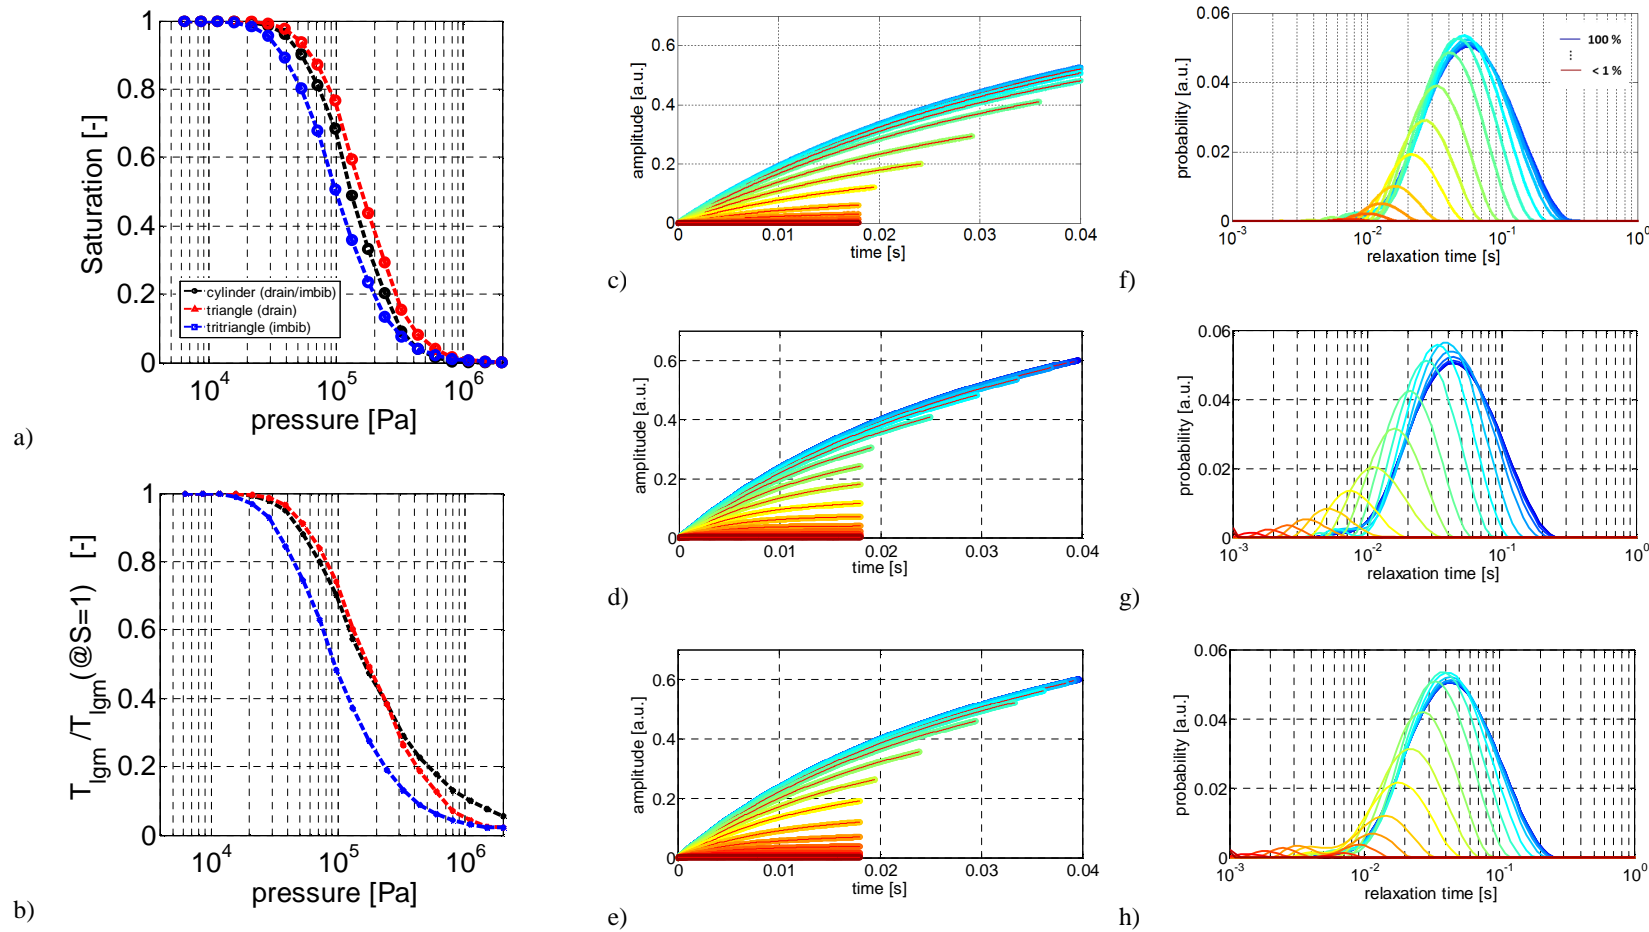 1
0.8
0.6
0.4
0.2
0
Saturation [-]
cylinder (drain/imbib)
triangle (drain)
tritriangle (imbib)
10^4 10^5 10^6
pressure [Pa]
a)
1
0.8
0.6
0.4
0.2
0
T_lgm /T_lgm(@S=1) [-]
10^4 10^5 10^6
pressure [Pa]
b)
0.6
0.4
0.2
0
amplitude [a.u.]
0 0.01 0.02 0.03 0.04
time [s]
c)
0.6
0.4
0.2
0
amplitude [a.u.]
0 0.01 0.02 0.03 0.04
time [s]
d)
0.6
0.4
0.2
0
amplitude [a.u.]
0 0.01 0.02 0.03 0.04
time [s]
e)
0.06
0.04
0.02
0
probability [a.u.]
100 %
⋮
< 1 %
10^-3 10^-2 10^-1 10^0
relaxation time [s]
f)
0.06
0.04
0.02
0
probability [a.u.]
10^-3 10^-2 10^-1 10^0
relaxation time [s]
g)
0.06
0.04
0.02
0
probability [a.u.]
10^-3 10^-2 10^-1 10^0
relaxation time [s]
h)